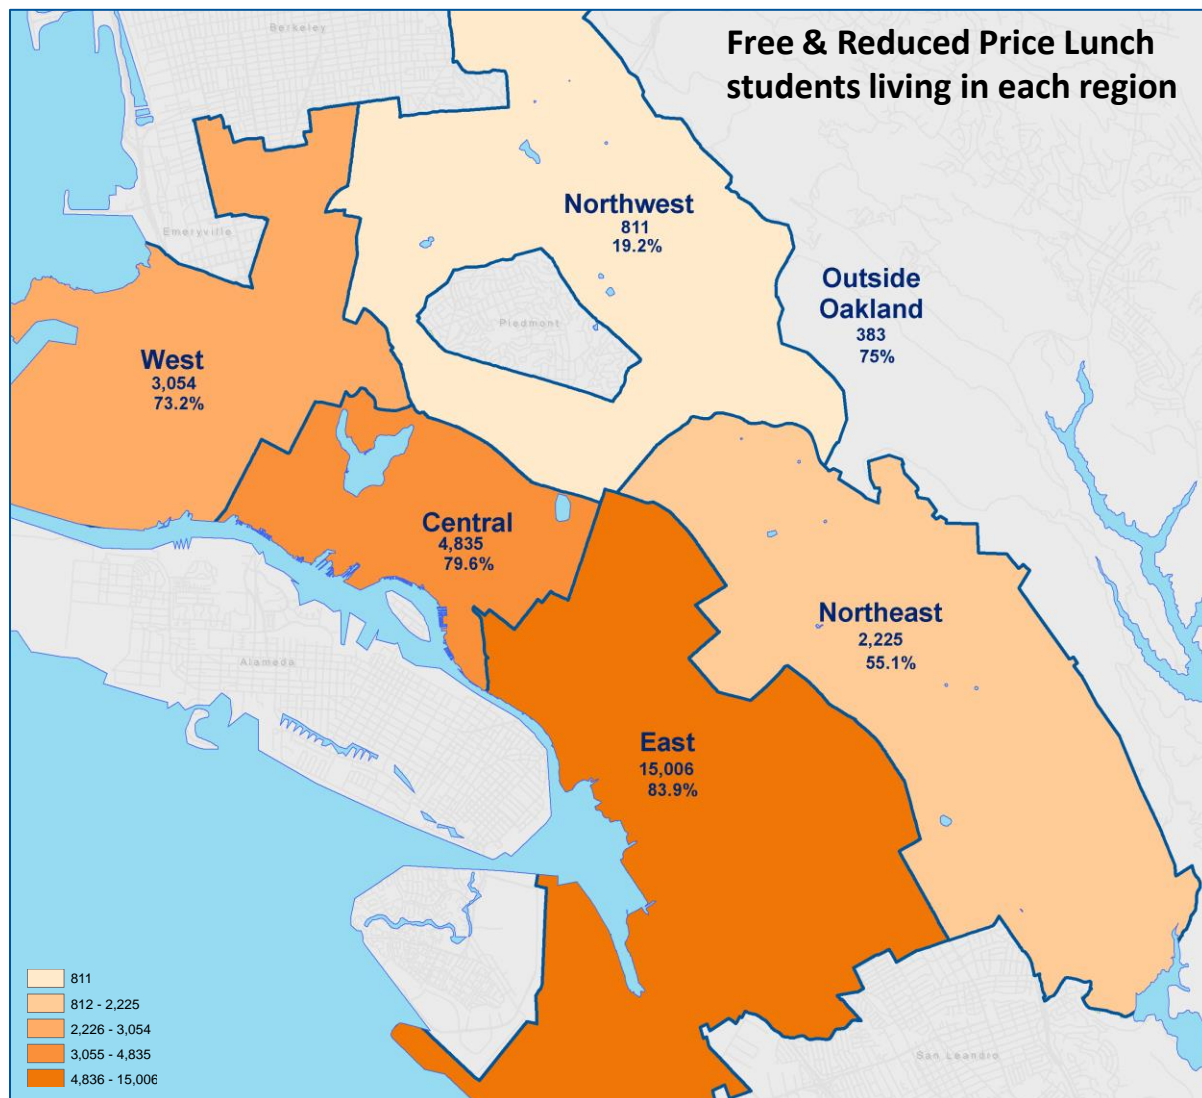 Free & Reduced Price Lunch
students living in each region
Berkeley
Northwest
811
19.2%
Emeryville
Outside
Oakland
383
75%
Piedmont
West
3,054
73.2%
Central
4,835
79.6%
Northeast
2,225
55.1%
Alameda
East
15,006
83.9%
811
812 - 2,225
2,226 - 3,054
3,055 - 4,835
4,836 - 15,006
San Leandro